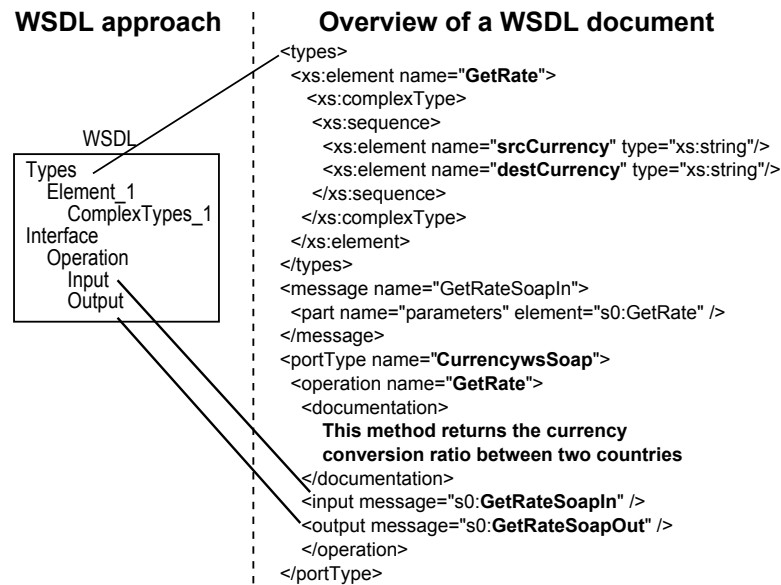 WSDL approach
WSDL
Types
Element_1
ComplexTypes_1
Interface
Operation
Input
Output
Overview of a WSDL document
<types>
<xs:element name="GetRate">
<xs:complexType>
<xs:sequence>
<xs:element name="srcCurrency" type="xs:string"/>
<xs:element name="destCurrency" type="xs:string"/>
</xs:sequence>
</xs:complexType>
</xs:element>
</types>
<message name="GetRateSoapIn">
<part name="parameters" element="s0:GetRate" />
</message>
<portType name="CurrencywsSoap">
<operation name="GetRate">
<documentation>
This method returns the currency
conversion ratio between two countries
</documentation>
<input message="s0:GetRateSoapIn" />
<output message="s0:GetRateSoapOut" />
</operation>
</portType>